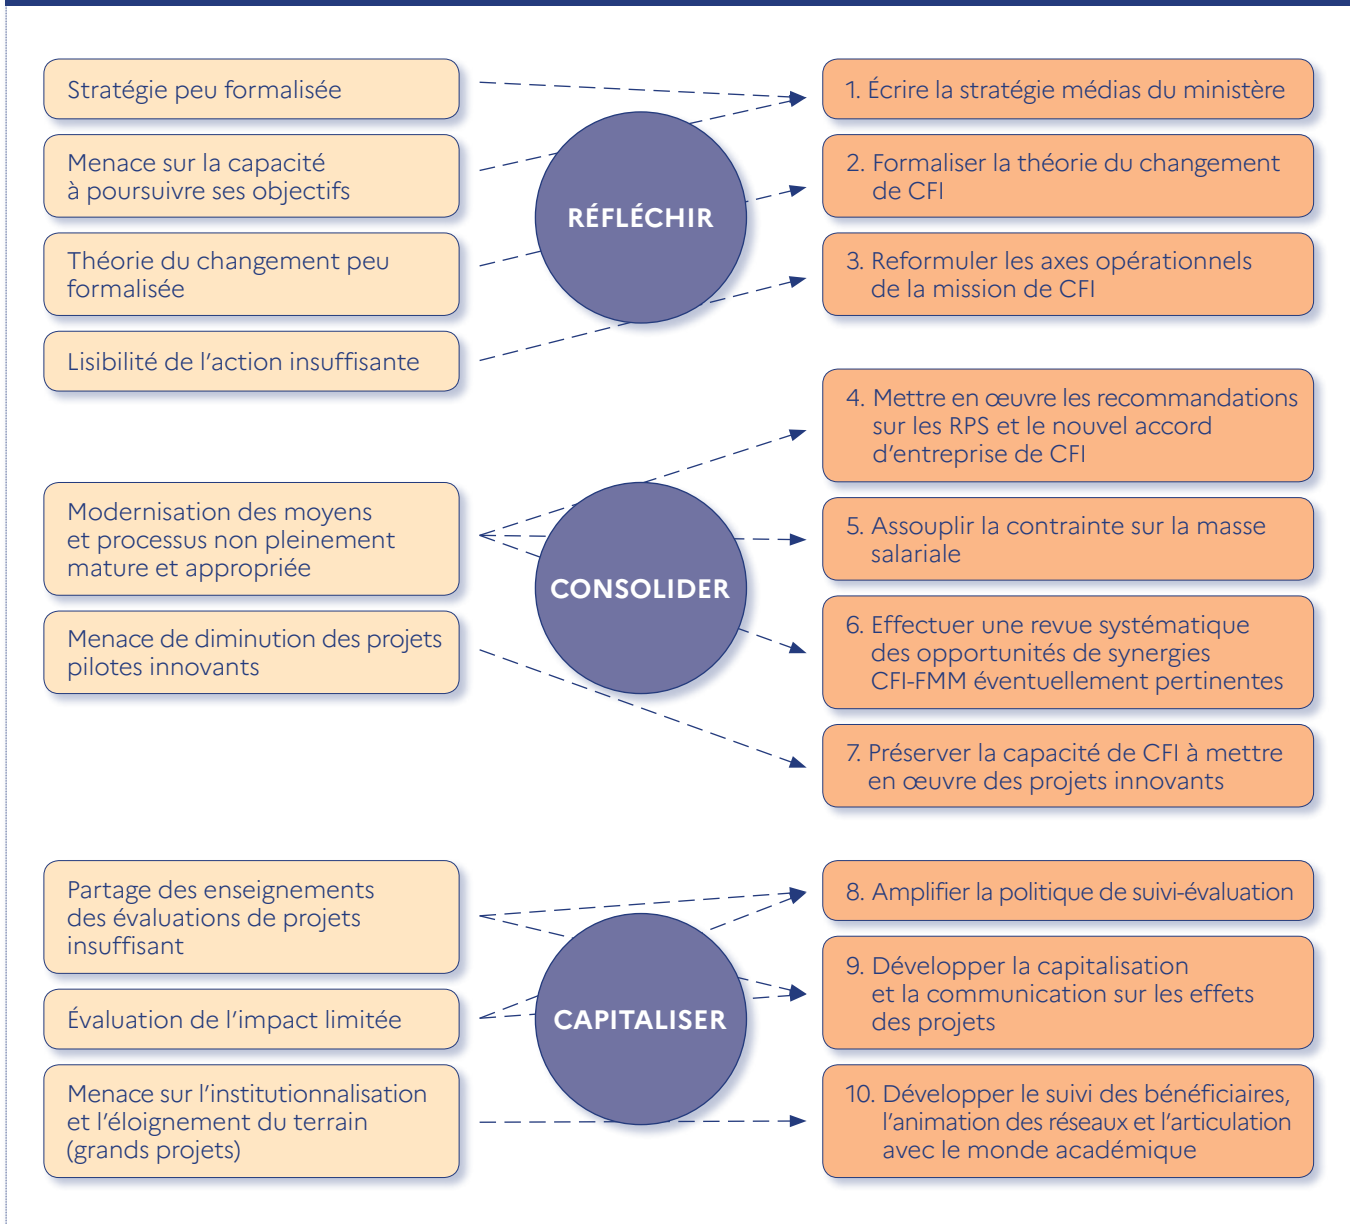 Stratégie peu formalisée
Menace sur la capacité
à poursuivre ses objectifs
Théorie du changement peu
formalisée
Lisibilité de l’action insuffisante
RÉFLÉCHIR
1. Écrire la stratégie médias du ministère
2. Formaliser la théorie du changement
de CFI
3. Reformuler les axes opérationnels
de la mission de CFI
Modernisation des moyens
et processus non pleinement
mature et appropriée
Menace de diminution des projets
pilotes innovants
CONSOLIDER
4. Mettre en œuvre les recommandations
sur les RPS et le nouvel accord
d’entreprise de CFI
5. Assouplir la contrainte sur la masse
salariale
6. Effectuer une revue systématique
des opportunités de synergies
CFI-FMM éventuellement pertinentes
7. Préserver la capacité de CFI à mettre
en œuvre des projets innovants
Partage des enseignements
des évaluations de projets
insuffisant
Évaluation de l’impact limitée
Menace sur l’institutionnalisation
et l’éloignement du terrain
(grands projets)
CAPITALISER
8. Amplifier la politique de suivi-évaluation
9. Développer la capitalisation
et la communication sur les effets
des projets
10. Développer le suivi des bénéficiaires,
l’animation des réseaux et l’articulation
avec le monde académique